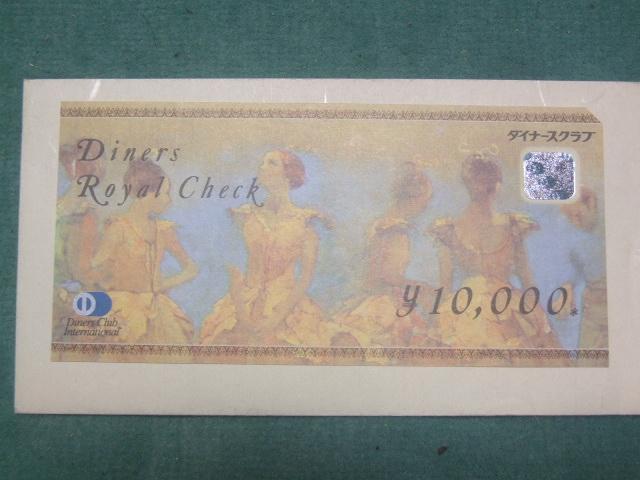 Diners
Royal Check
ダイナースクラブ
Diners Club
International
¥10,000*